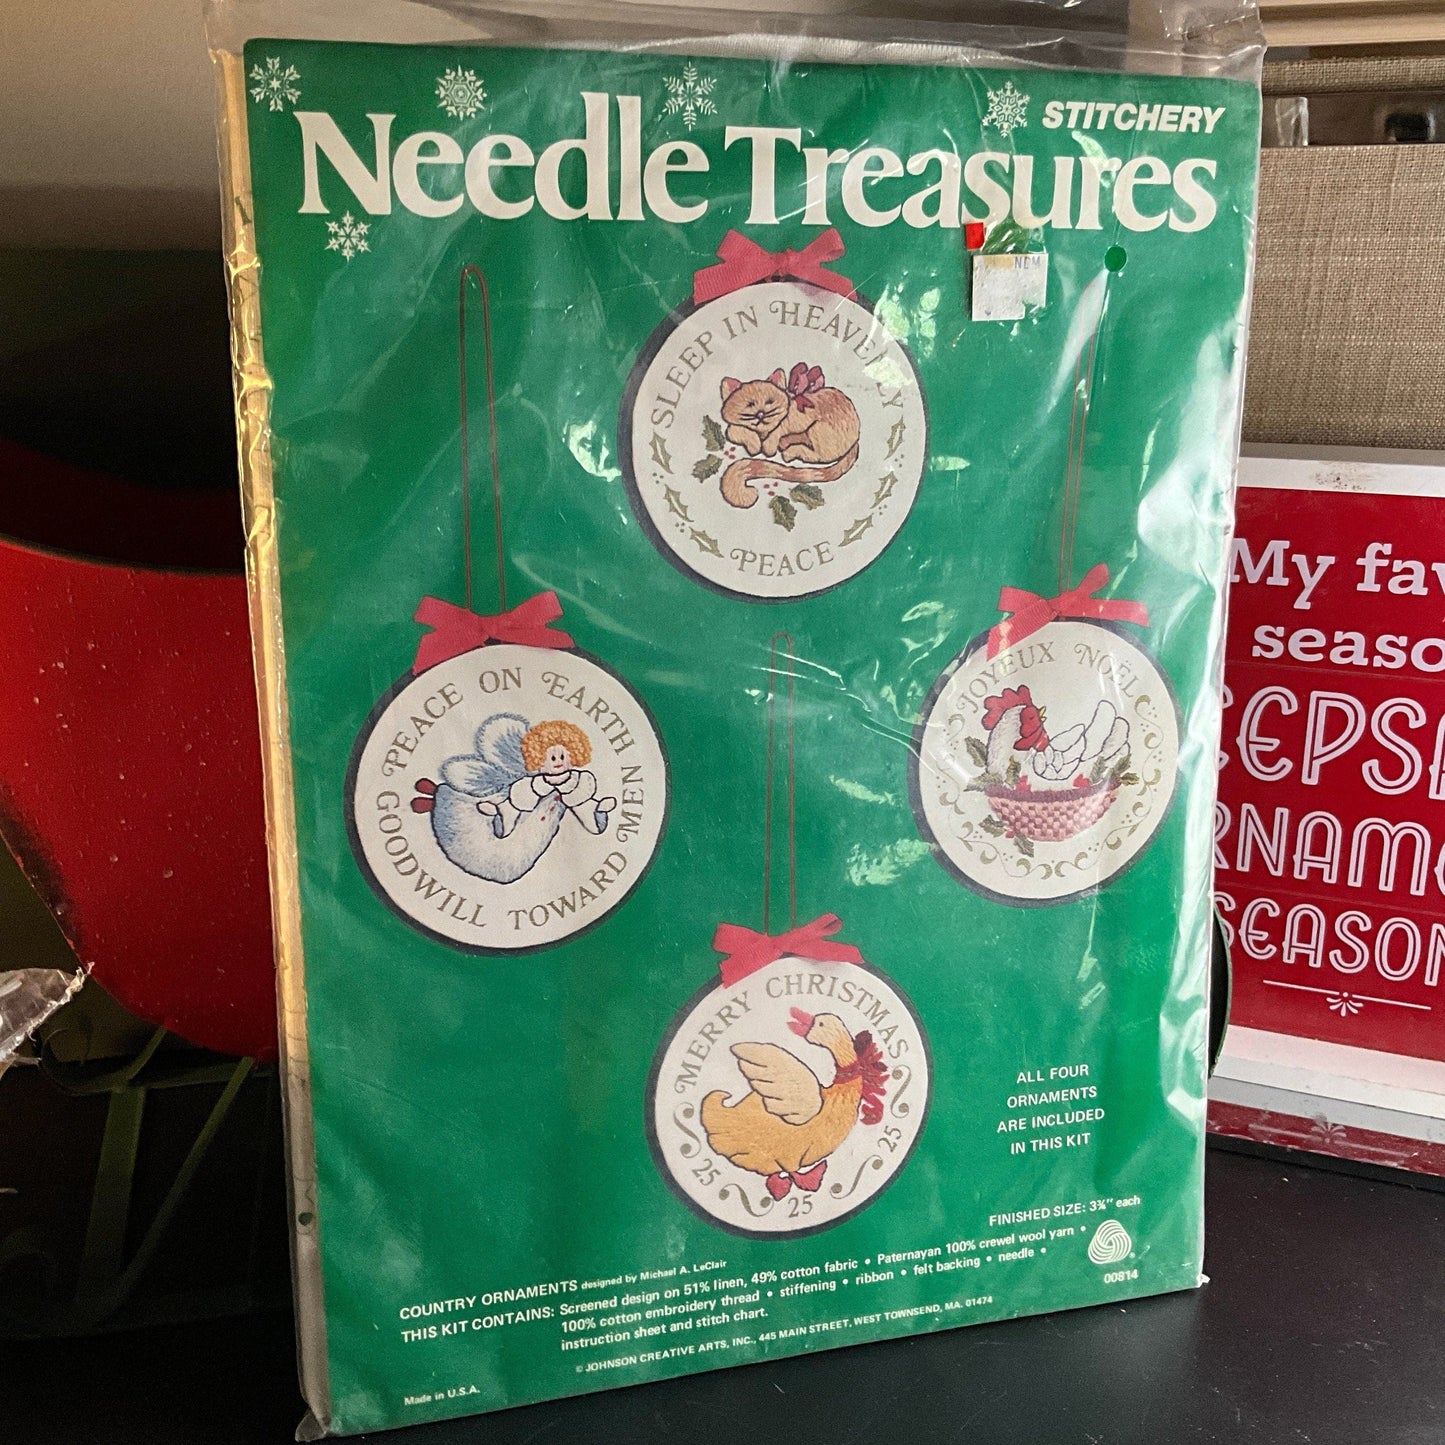 STITCHERY
Needle Treasures
NDM
SLEEP IN HEAVENLY
PEACE
PEACE ON EARTH
GOODWILL TOWARD MEN
JOYEUX NOËL
MERRY CHRISTMAS
25 25 25
ALL FOUR
ORNAMENTS
ARE INCLUDED
IN THIS KIT
FINISHED SIZE: 3¾" each
COUNTRY ORNAMENTS designed by Michael A. LeClair
THIS KIT CONTAINS: Screened design on 51% linen, 49% cotton fabric • Paternayan 100% crewel wool yarn •
100% cotton embroidery thread • stiffening • ribbon • felt backing • needle •
instruction sheet and stitch chart.
00814
© JOHNSON CREATIVE ARTS, INC., 445 MAIN STREET, WEST TOWNSEND, MA. 01474
Made in U.S.A.
My fav
seaso
EEPSA
RNAME
SEASON